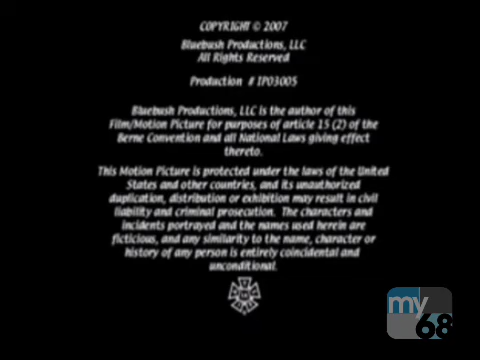 COPYRIGHT © 2007
Bluebush Productions, LLC
All Rights Reserved
Production # IP03005
Bluebush Productions, LLC is the author of this
Film/Motion Picture for purposes of article 15 (2) of the
Berne Convention and all National Laws giving effect
thereto.
This Motion Picture is protected under the laws of the United
States and other countries, and its unauthorized
duplication, distribution or exhibition may result in civil
liability and criminal prosecution. The characters and
incidents portrayed and the names used herein are
ficticious, and any similarity to the name, character or
history of any person is entirely coincidental and
unconditional.
my
68